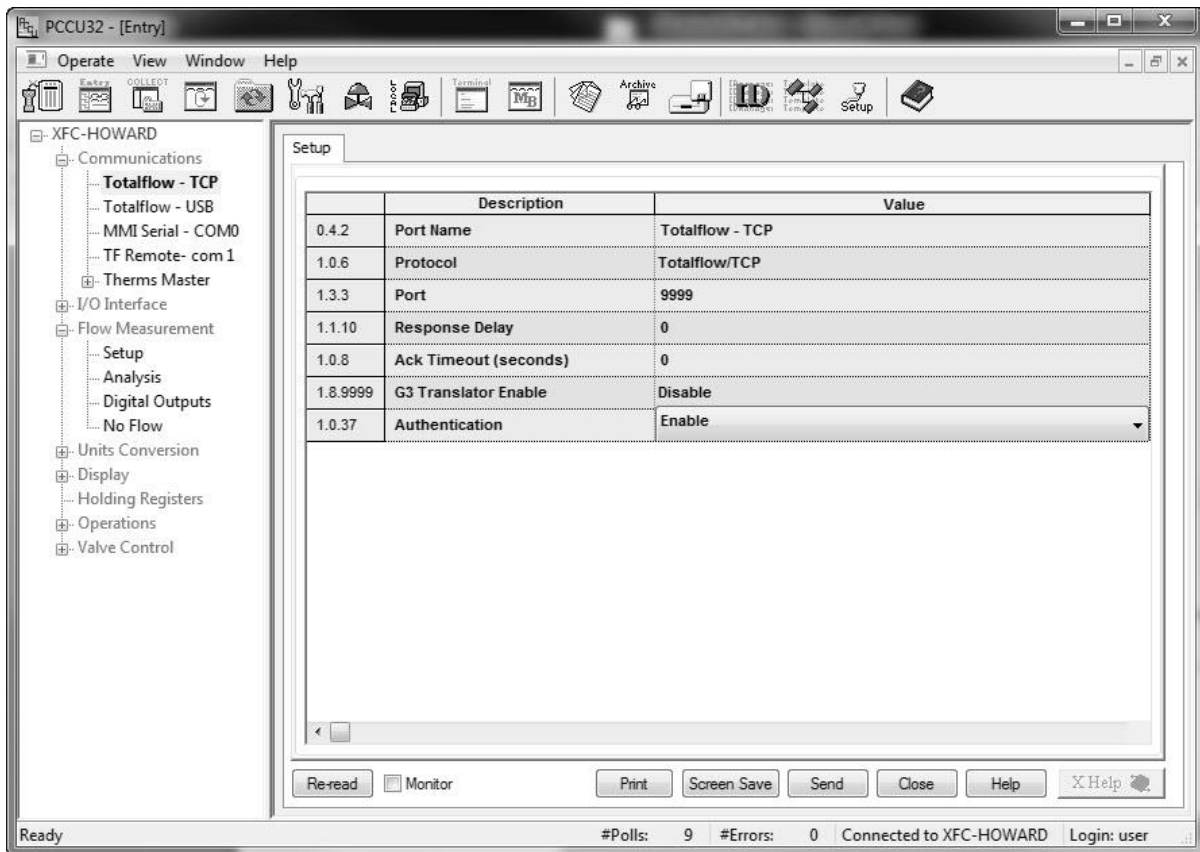 PCCU32 - [Entry]
Operate View Window Help
Entry
COLLECT
Terminal
MB
Archive
ID
Setup
XFC-HOWARD
Communications
Totalflow - TCP
Totalflow - USB
MMI Serial - COM0
TF Remote- com 1
Therms Master
I/O Interface
Flow Measurement
Setup
Analysis
Digital Outputs
No Flow
Units Conversion
Display
Holding Registers
Operations
Valve Control
Setup
Description Value
0.4.2 Port Name Totalflow - TCP
1.0.6 Protocol Totalflow/TCP
1.3.3 Port 9999
1.1.10 Response Delay 0
1.0.8 Ack Timeout (seconds) 0
1.8.9999 G3 Translator Enable Disable
1.0.37 Authentication Enable
Re-read Monitor Print Screen Save Send Close Help X Help
Ready #Polls: 9 #Errors: 0 Connected to XFC-HOWARD Login: user